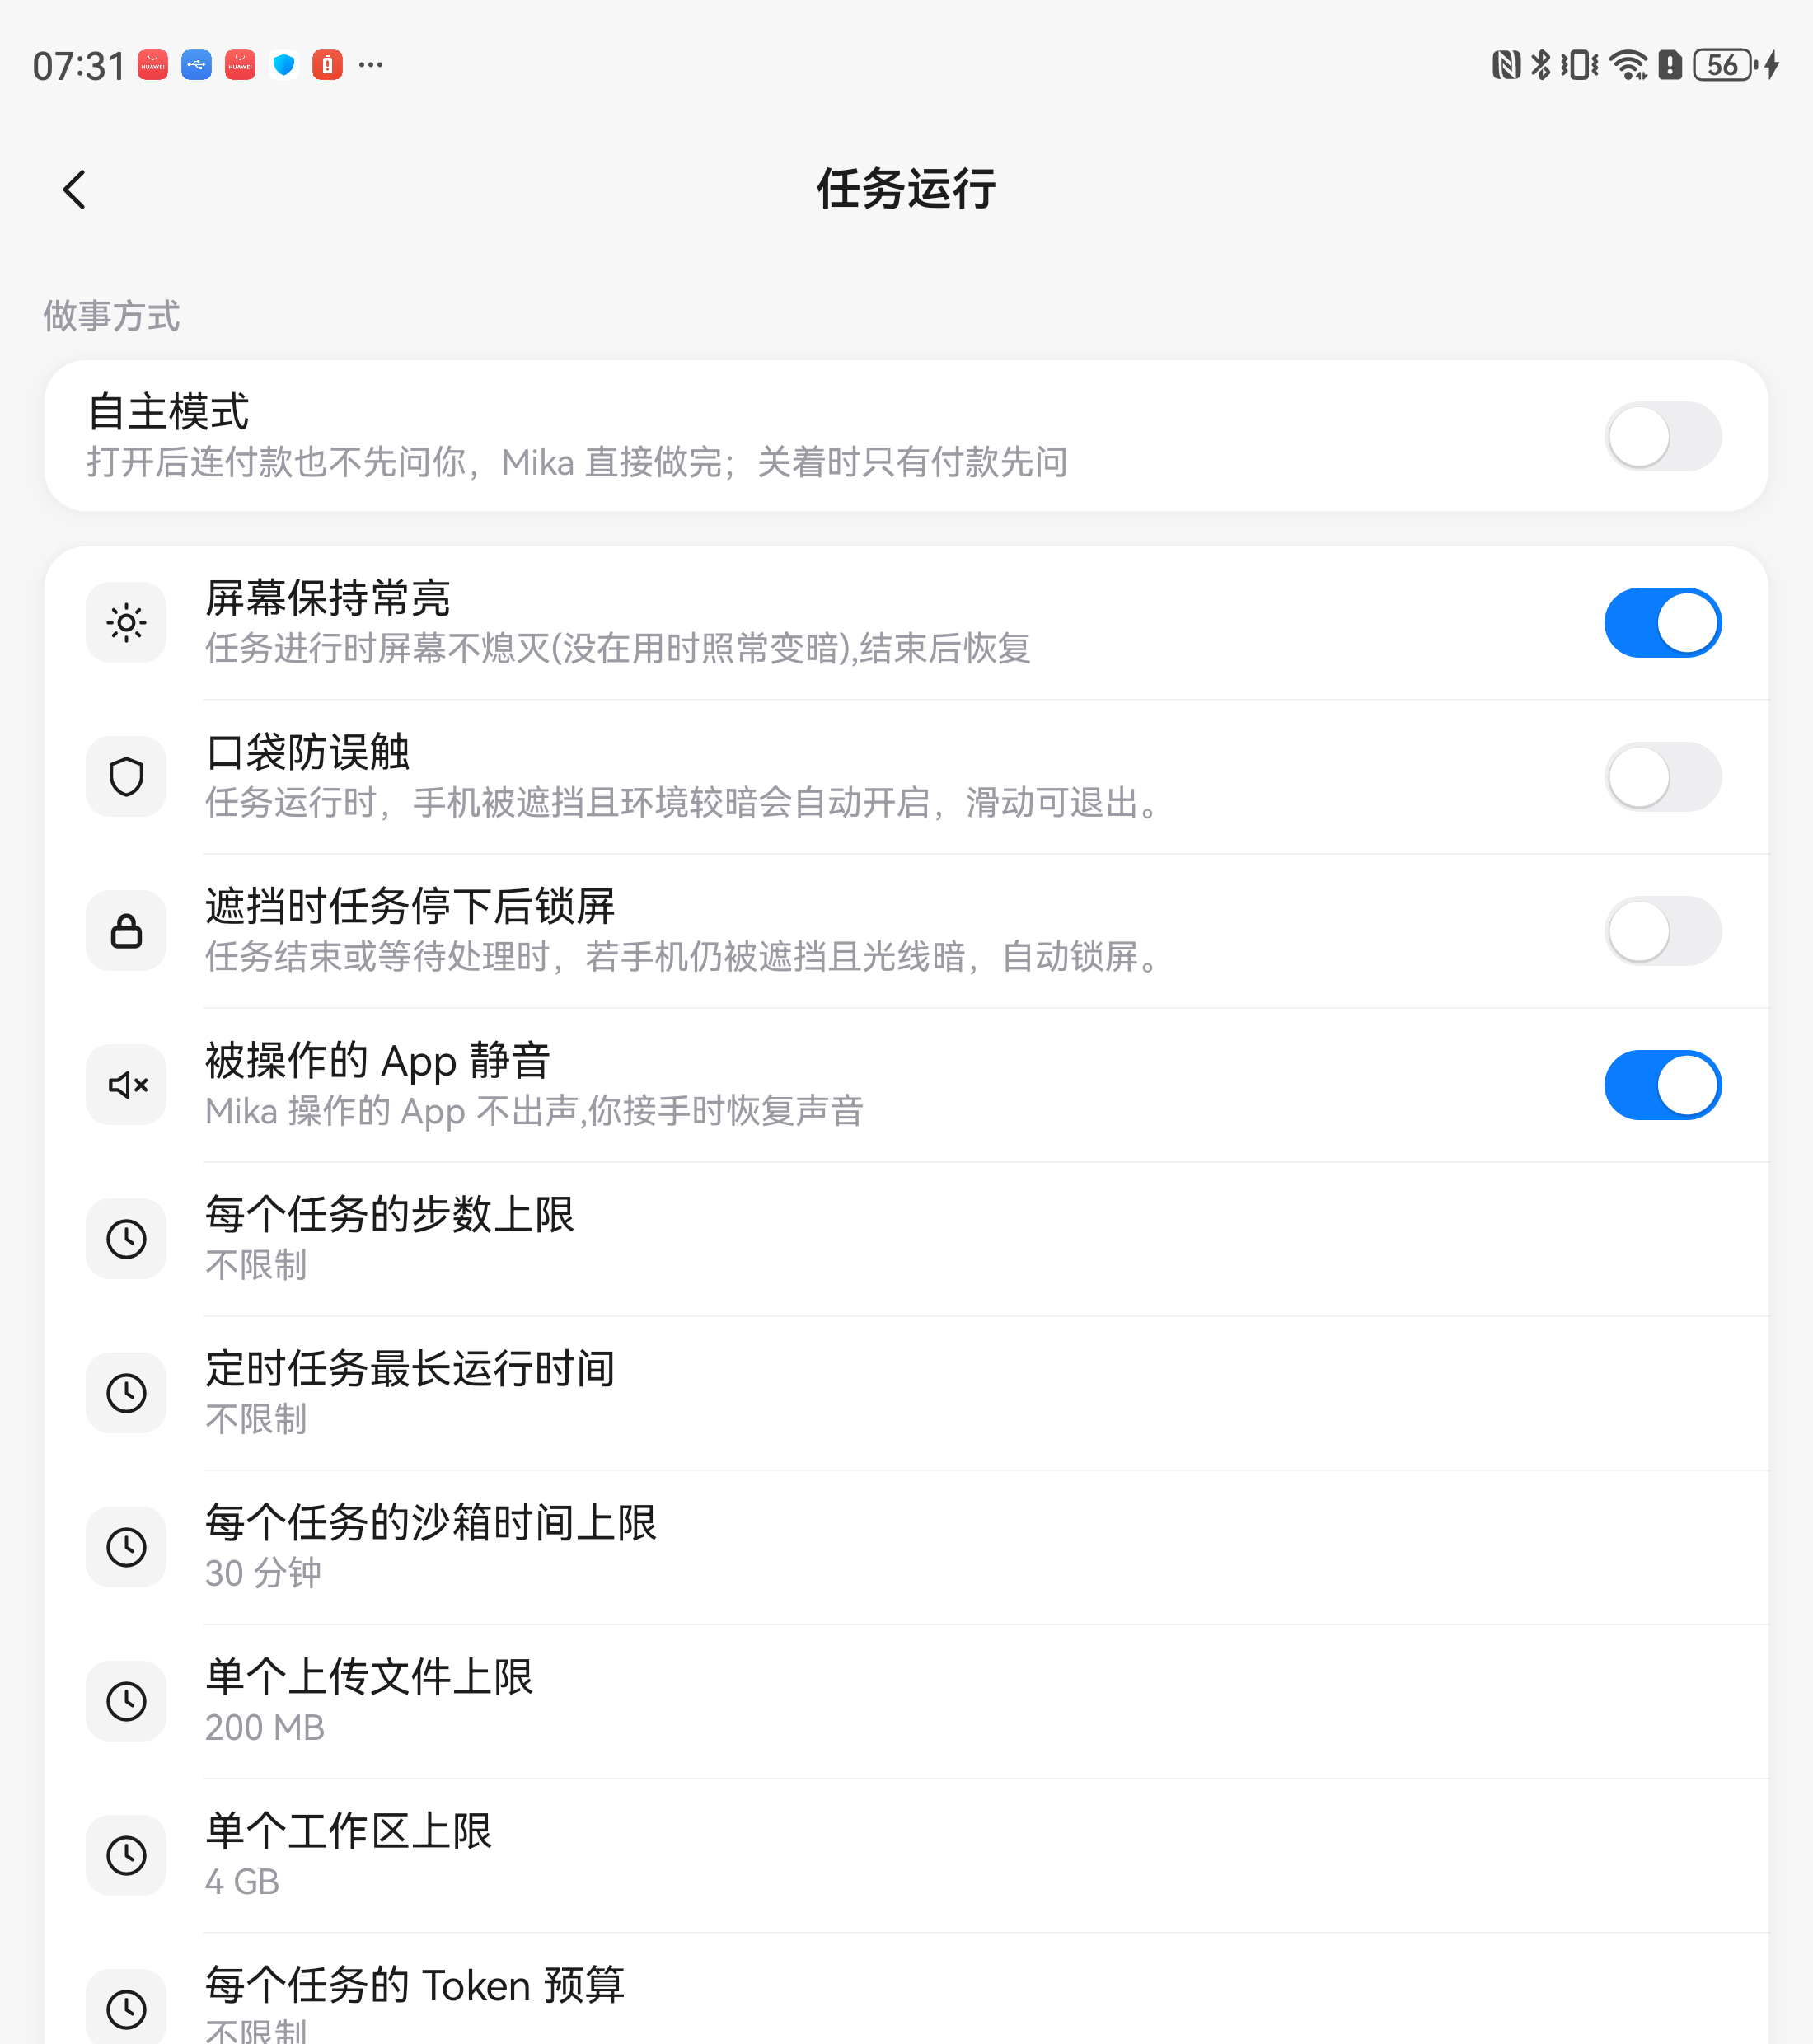 07:31
HUAWEI
HUAWEI
56
任务运行
做事方式
自主模式
打开后连付款也不先问你，Mika 直接做完；关着时只有付款先问
屏幕保持常亮
任务进行时屏幕不熄灭(没在用时照常变暗),结束后恢复
口袋防误触
任务运行时，手机被遮挡且环境较暗会自动开启，滑动可退出。
遮挡时任务停下后锁屏
任务结束或等待处理时，若手机仍被遮挡且光线暗，自动锁屏。
被操作的 App 静音
Mika 操作的 App 不出声,你接手时恢复声音
每个任务的步数上限
不限制
定时任务最长运行时间
不限制
每个任务的沙箱时间上限
30 分钟
单个上传文件上限
200 MB
单个工作区上限
4 GB
每个任务的 Token 预算
不限制